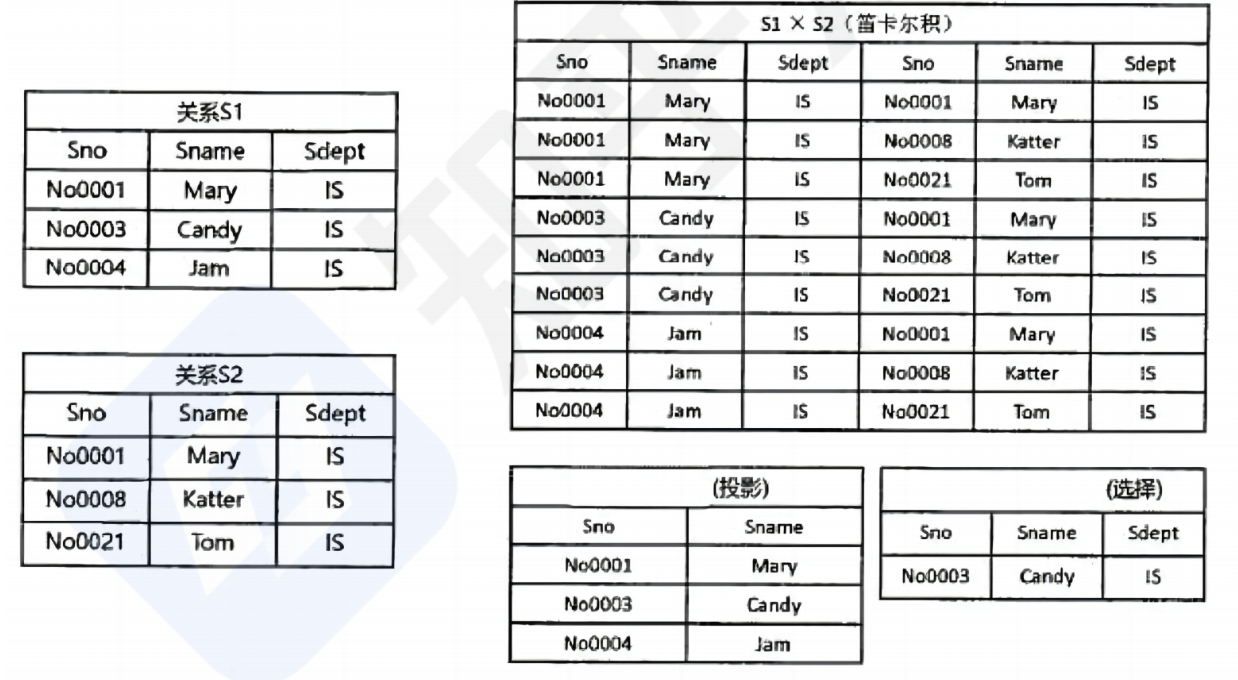 关系S1
Sno Sname Sdept
No0001 Mary IS
No0003 Candy IS
No0004 Jam IS
关系S2
Sno Sname Sdept
No0001 Mary IS
No0008 Katter IS
No0021 Tom IS
S1 × S2（笛卡尔积）
Sno Sname Sdept Sno Sname Sdept
No0001 Mary IS No0001 Mary IS
No0001 Mary IS No0008 Katter IS
No0001 Mary IS No0021 Tom IS
No0003 Candy IS No0001 Mary IS
No0003 Candy IS No0008 Katter IS
No0003 Candy IS No0021 Tom IS
No0004 Jam IS No0001 Mary IS
No0004 Jam IS No0008 Katter IS
No0004 Jam IS No0021 Tom IS
(投影)
Sno Sname
No0001 Mary
No0003 Candy
No0004 Jam
(选择)
Sno Sname Sdept
No0003 Candy IS